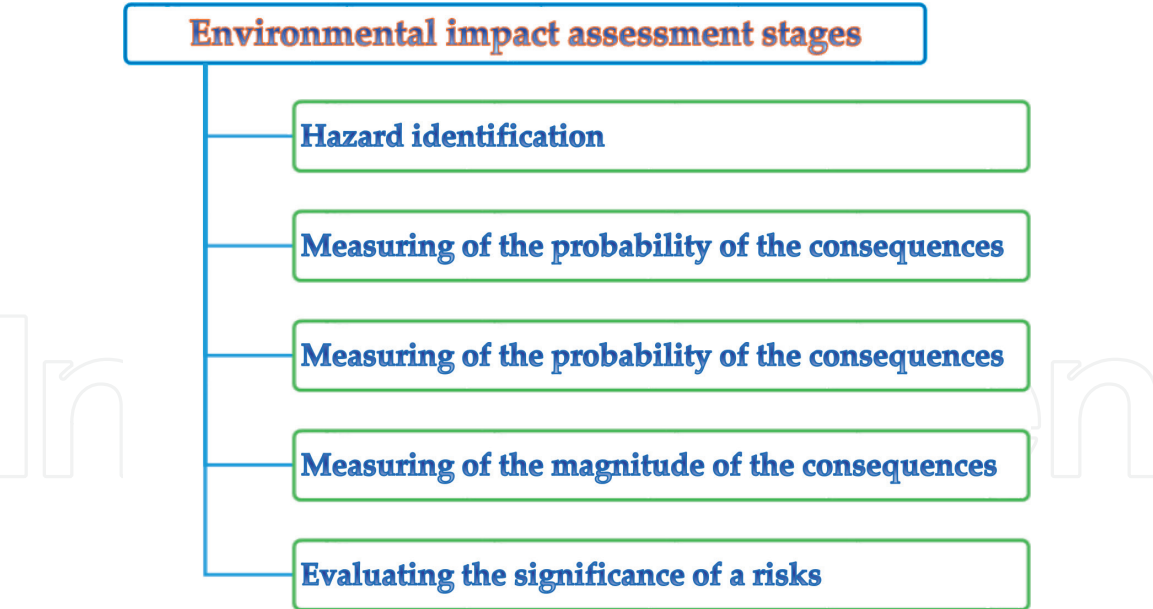 Environmental impact assessment stages
Hazard identification
Measuring of the probability of the consequences
Measuring of the probability of the consequences
Measuring of the magnitude of the consequences
Evaluating the significance of a risks